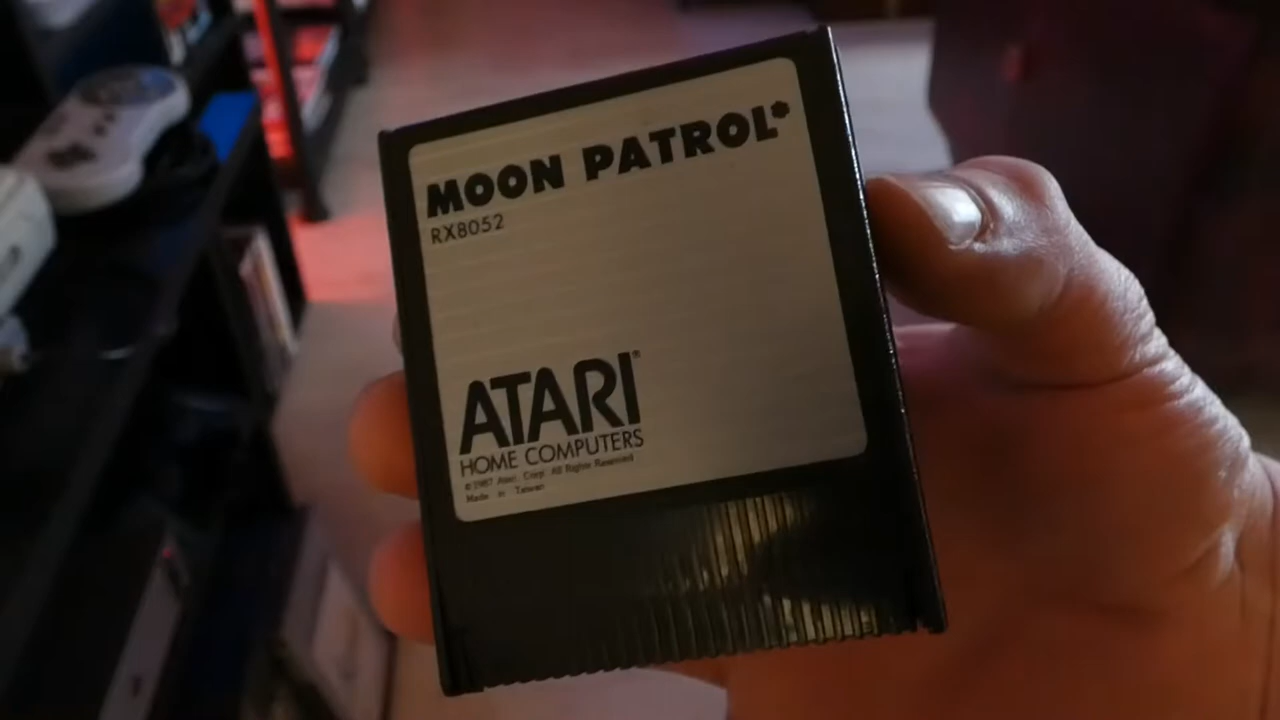 MOON PATROL*
RX8052
ATARI®
HOME COMPUTERS
©1987 Atari, Corp. All Rights Reserved
Made in Taiwan